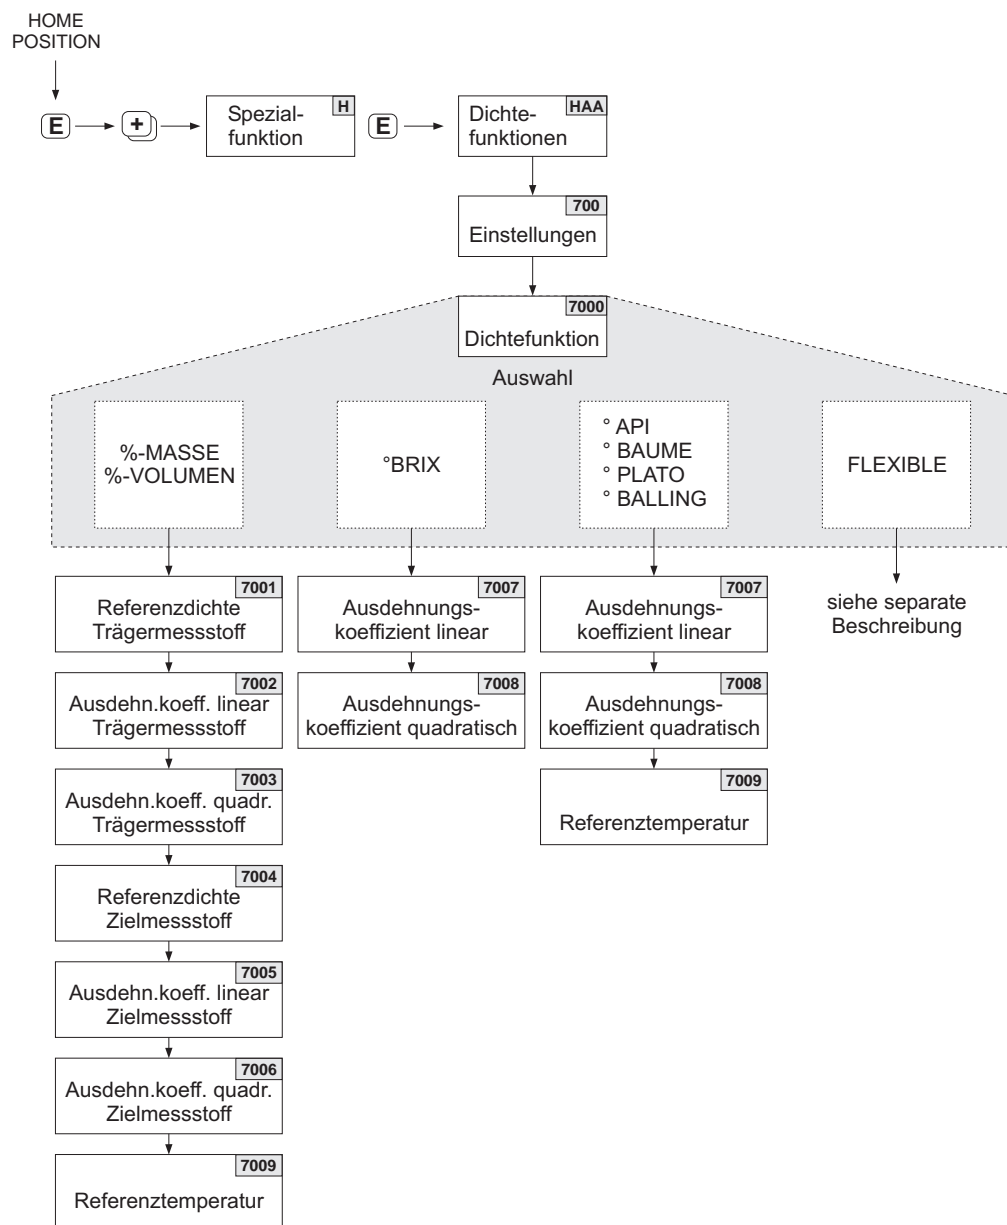 HOME
POSITION
E
+
H
Spezial-
funktion
E
HAA
Dichte-
funktionen
700
Einstellungen
7000
Dichtefunktion
Auswahl
%-MASSE
%-VOLUMEN
°BRIX
° API
° BAUME
° PLATO
° BALLING
FLEXIBLE
7001
Referenzdichte
Trägermessstoff
7002
Ausdehn.koeff. linear
Trägermessstoff
7003
Ausdehn.koeff. quadr.
Trägermessstoff
7004
Referenzdichte
Zielmessstoff
7005
Ausdehn.koeff. linear
Zielmessstoff
7006
Ausdehn.koeff. quadr.
Zielmessstoff
7009
Referenztemperatur
7007
Ausdehnungs-
koeffizient linear
7008
Ausdehnungs-
koeffizient quadratisch
7007
Ausdehnungs-
koeffizient linear
7008
Ausdehnungs-
koeffizient quadratisch
7009
Referenztemperatur
siehe separate
Beschreibung